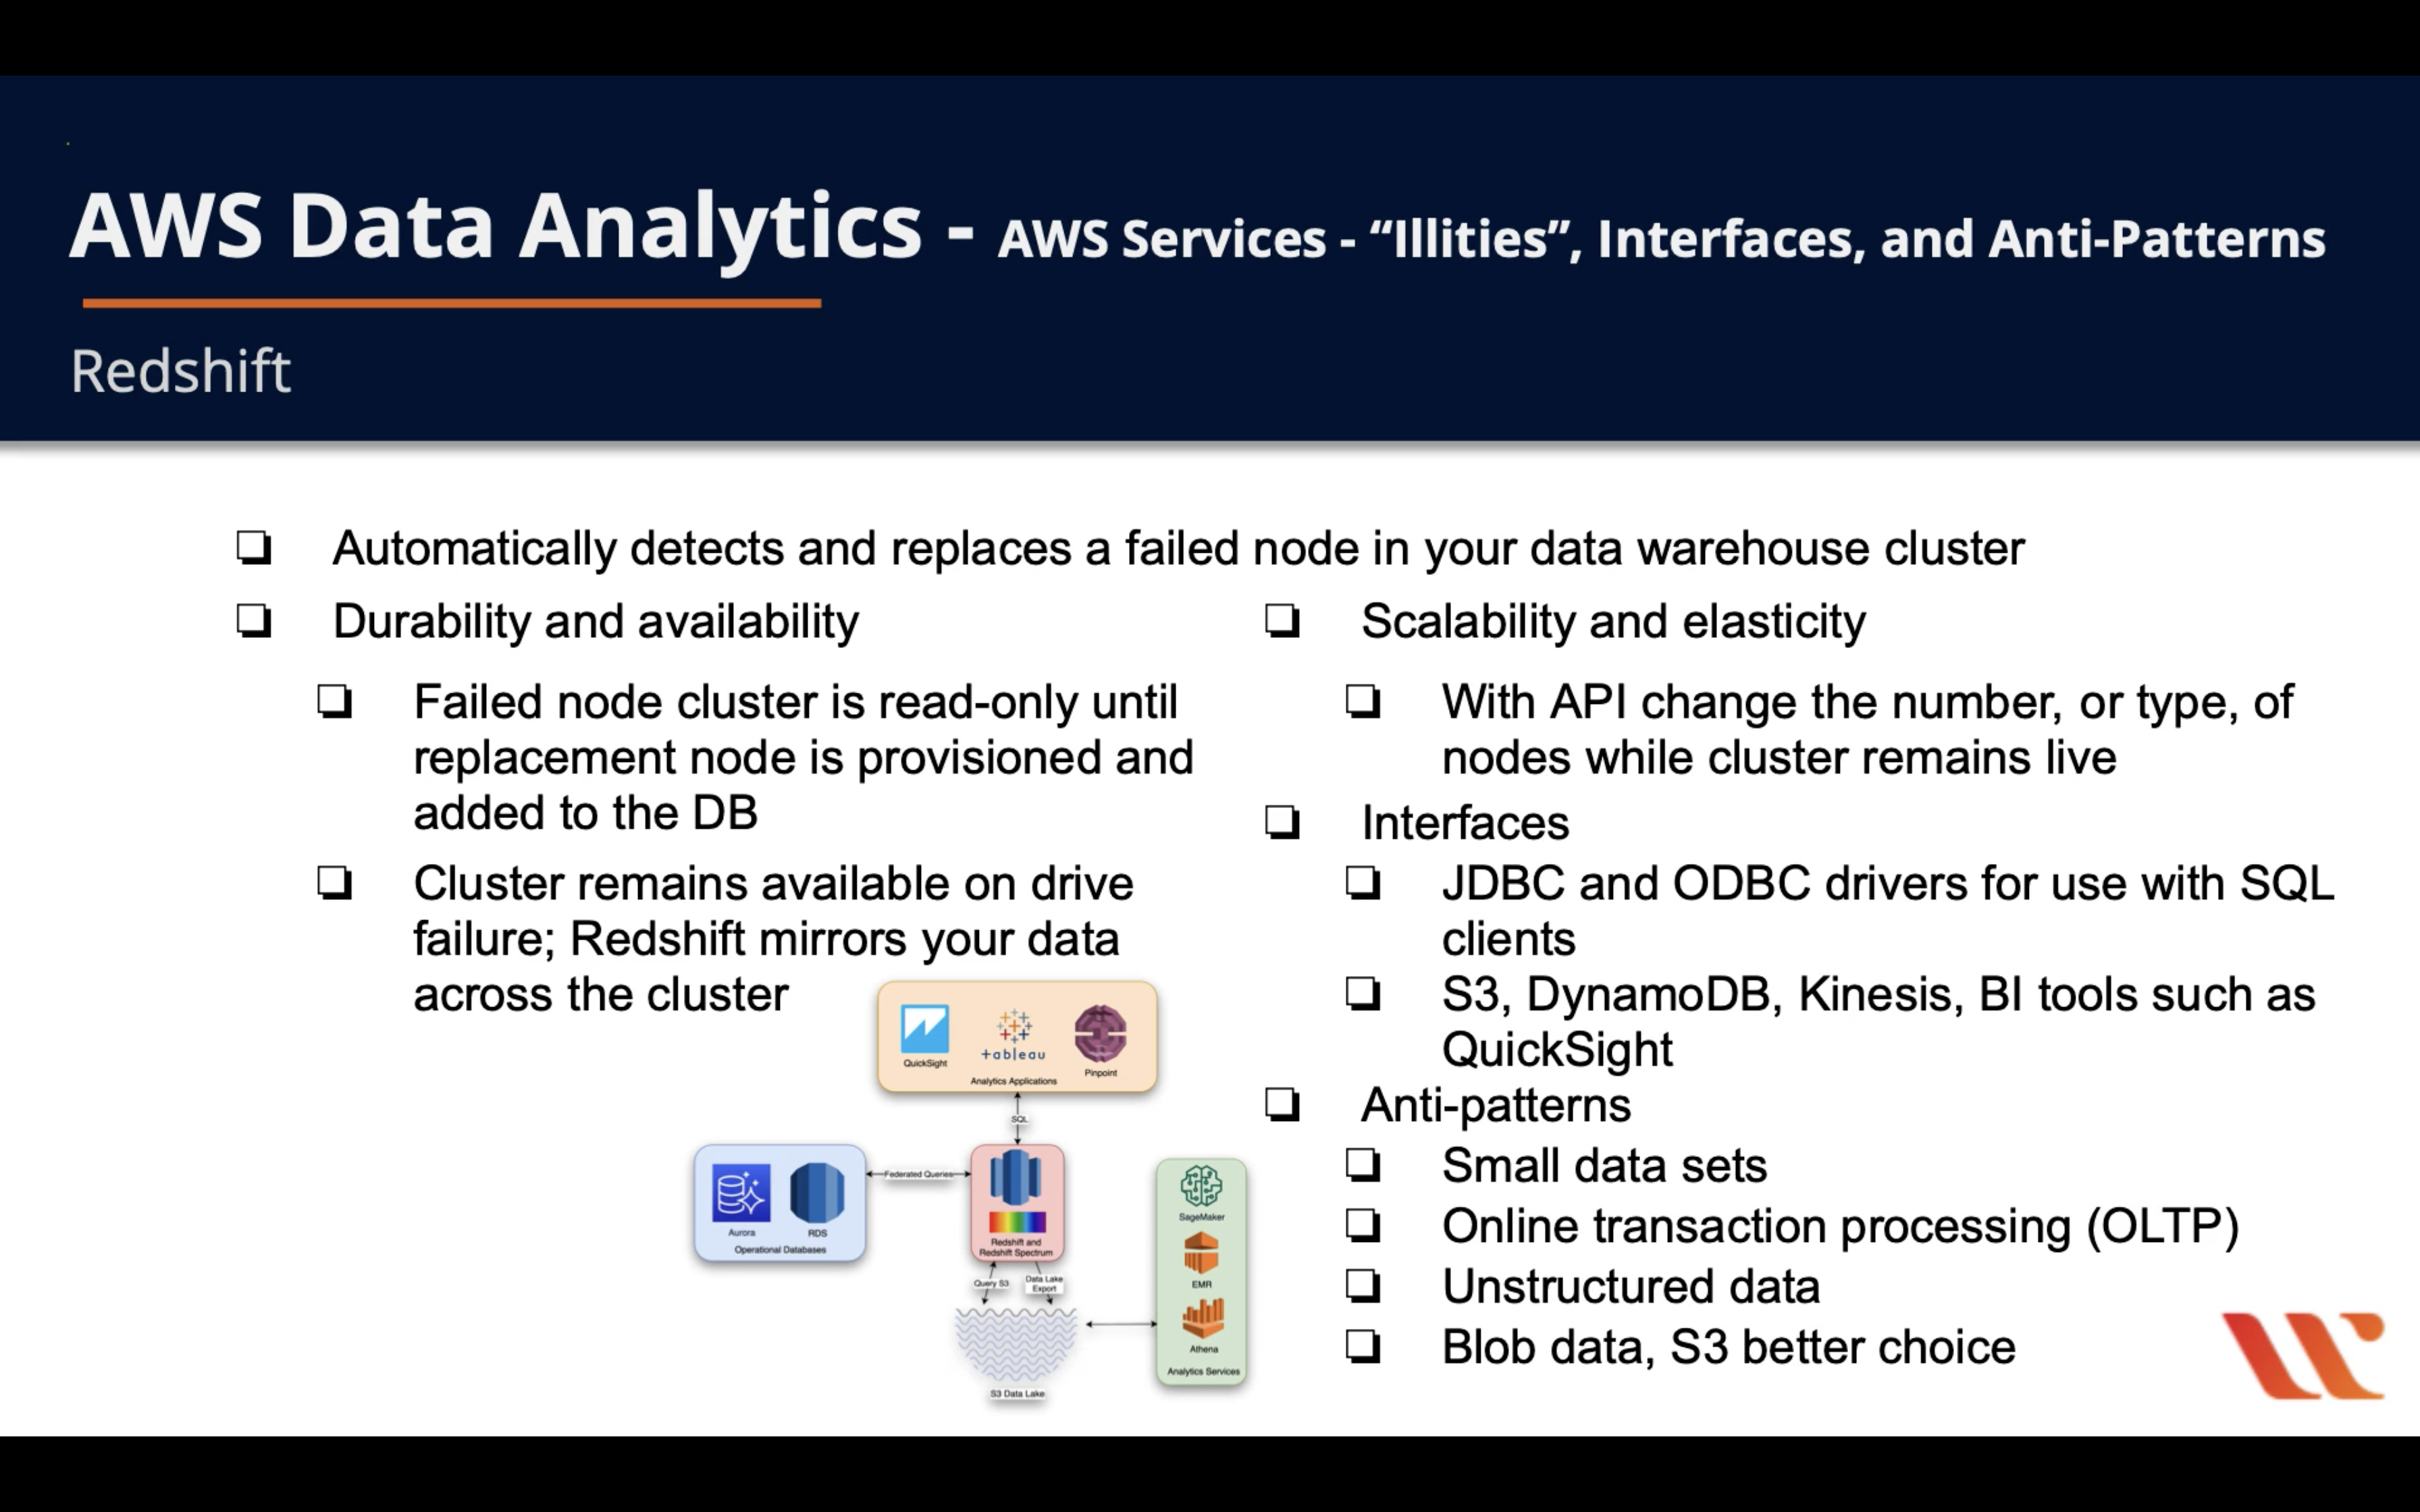 AWS Data Analytics - AWS Services - “Illities”, Interfaces, and Anti-Patterns
Redshift
Automatically detects and replaces a failed node in your data warehouse cluster
Durability and availability
Failed node cluster is read-only until
replacement node is provisioned and
added to the DB
Cluster remains available on drive
failure; Redshift mirrors your data
across the cluster
Scalability and elasticity
With API change the number, or type, of
nodes while cluster remains live
Interfaces
JDBC and ODBC drivers for use with SQL
clients
S3, DynamoDB, Kinesis, BI tools such as
QuickSight
Anti-patterns
Small data sets
Online transaction processing (OLTP)
Unstructured data
Blob data, S3 better choice
QuickSight
+ableau
Pinpoint
Analytics Applications
SQL
Aurora
RDS
Operational Databases
Federated Queries
Redshift and
Redshift Spectrum
Query S3
Data Lake
Export
S3 Data Lake
SageMaker
EMR
Athena
Analytics Services